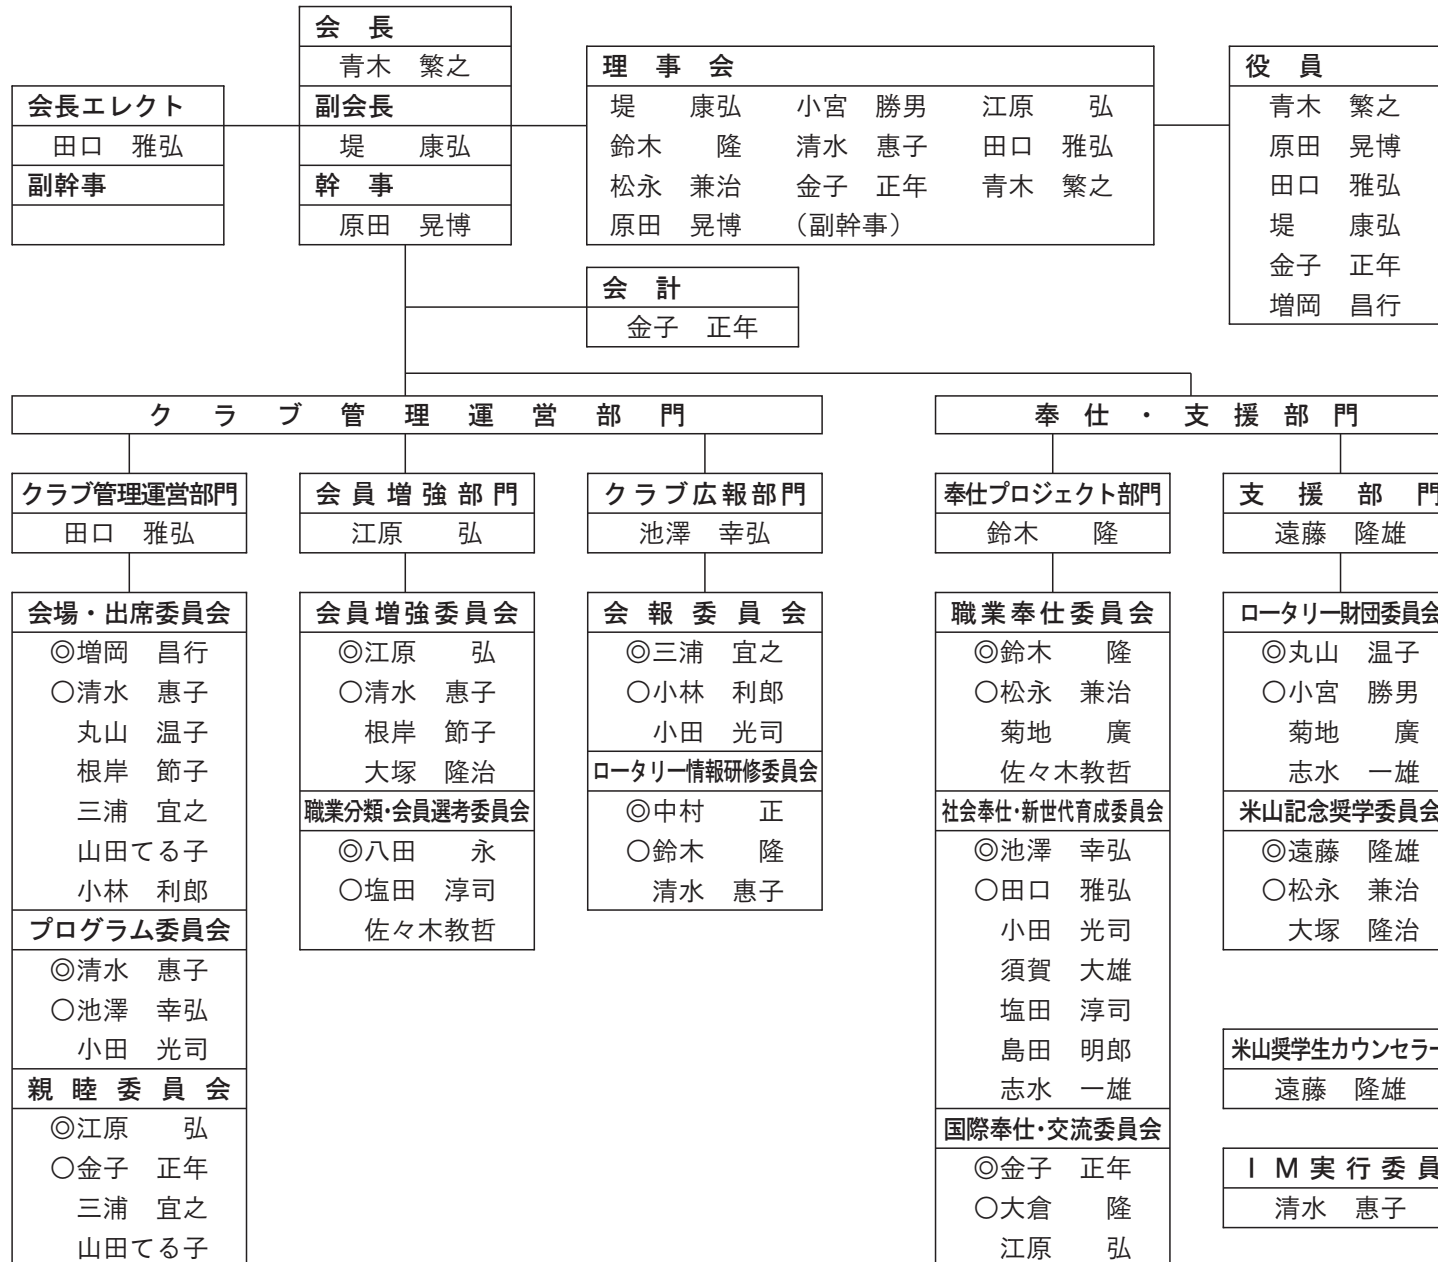 会　長
青木　繁之
副会長
堤　　康弘
幹　事
原田　晃博
会長エレクト
田口　雅弘
副幹事
理　事　会
堤　　康弘　小宮　勝男　江原　　弘
鈴木　　隆　清水　惠子　田口　雅弘
松永　兼治　金子　正年　青木　繁之
原田　晃博　（副幹事）
役　員
青木　繁之
原田　晃博
田口　雅弘
堤　　康弘
金子　正年
増岡　昌行
会　計
金子　正年
クラブ管理運営部門
クラブ管理運営部門
田口　雅弘
会場・出席委員会
◎増岡　昌行
○清水　惠子
丸山　温子
根岸　節子
三浦　宜之
山田てる子
小林　利郎
プログラム委員会
◎清水　惠子
○池澤　幸弘
小田　光司
親睦委員会
◎江原　　弘
○金子　正年
三浦　宜之
山田てる子
会員増強部門
江原　　弘
会員増強委員会
◎江原　　弘
○清水　惠子
根岸　節子
大塚　隆治
職業分類・会員選考委員会
◎八田　　永
○塩田　淳司
佐々木教哲
クラブ広報部門
池澤　幸弘
会報委員会
◎三浦　宜之
○小林　利郎
小田　光司
ロータリー情報研修委員会
◎中村　　正
○鈴木　　隆
清水　惠子
奉仕・支援部門
奉仕プロジェクト部門
鈴木　　隆
職業奉仕委員会
◎鈴木　　隆
○松永　兼治
菊地　　廣
佐々木教哲
社会奉仕・新世代育成委員会
◎池澤　幸弘
○田口　雅弘
小田　光司
須賀　大雄
塩田　淳司
島田　明郎
志水　一雄
国際奉仕・交流委員会
◎金子　正年
○大倉　　隆
江原　　弘
支援部門
遠藤　隆雄
ロータリー財団委員会
◎丸山　温子
○小宮　勝男
菊地　　廣
志水　一雄
米山記念奨学委員会
◎遠藤　隆雄
○松永　兼治
大塚　隆治
米山奨学生カウンセラー
遠藤　隆雄
ＩＭ実行委員
清水　惠子